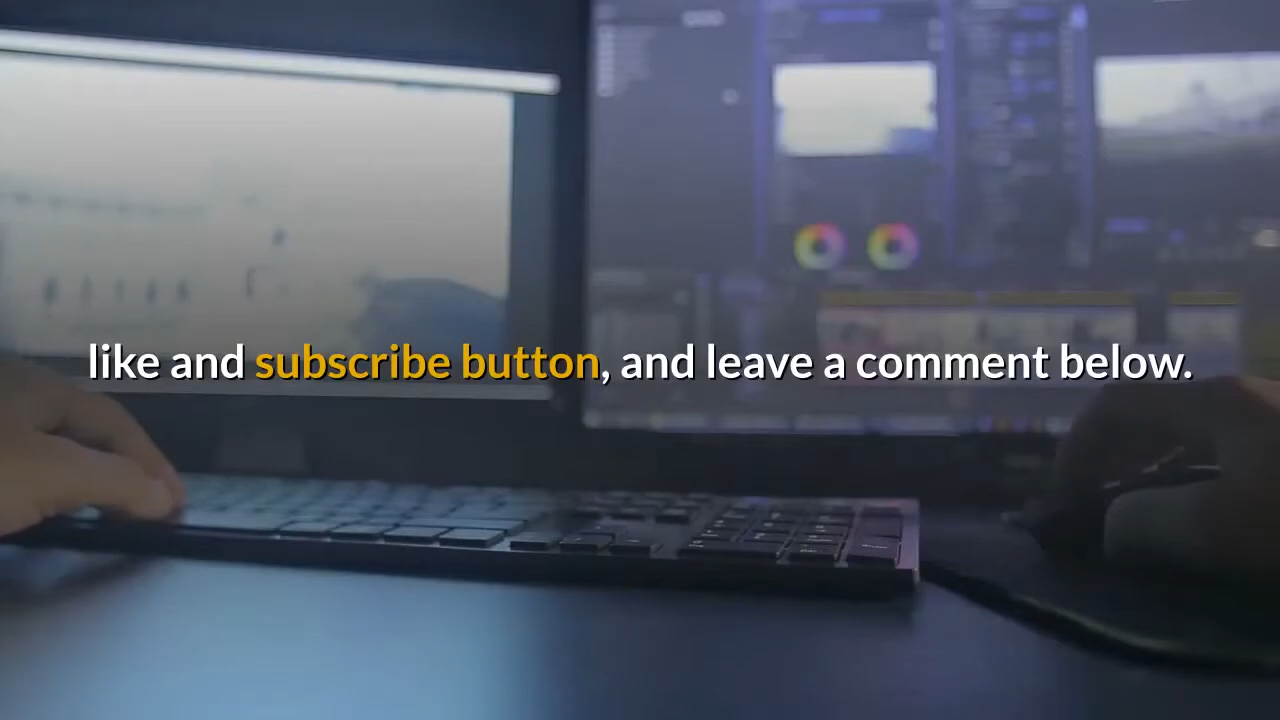 like and subscribe button, and leave a comment below.